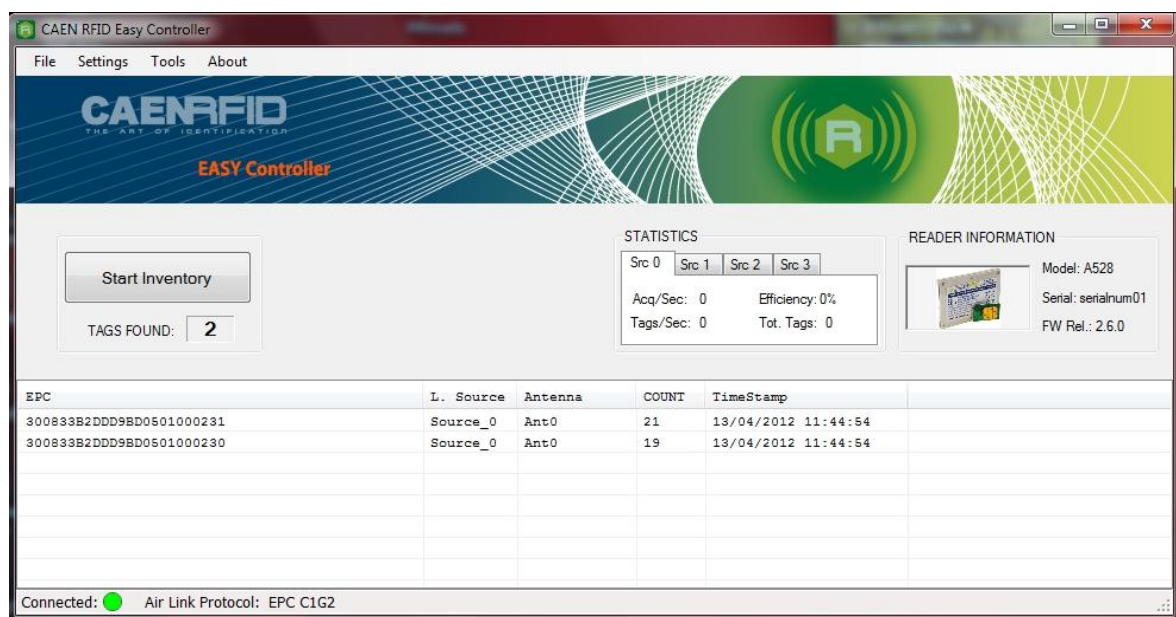 CAEN RFID Easy Controller
File Settings Tools About
CAENRFID
THE ART OF IDENTIFICATION
EASY Controller
R
Start Inventory
TAGS FOUND: 2
STATISTICS
Src 0 Src 1 Src 2 Src 3
Acq/Sec: 0 Efficiency: 0%
Tags/Sec: 0 Tot. Tags: 0
READER INFORMATION
Model: A528
Serial: serialnum01
FW Rel.: 2.6.0
EPC L. Source Antenna COUNT TimeStamp
300833B2DDD9BD0501000231 Source_0 Ant0 21 13/04/2012 11:44:54
300833B2DDD9BD0501000230 Source_0 Ant0 19 13/04/2012 11:44:54
Connected: Air Link Protocol: EPC C1G2